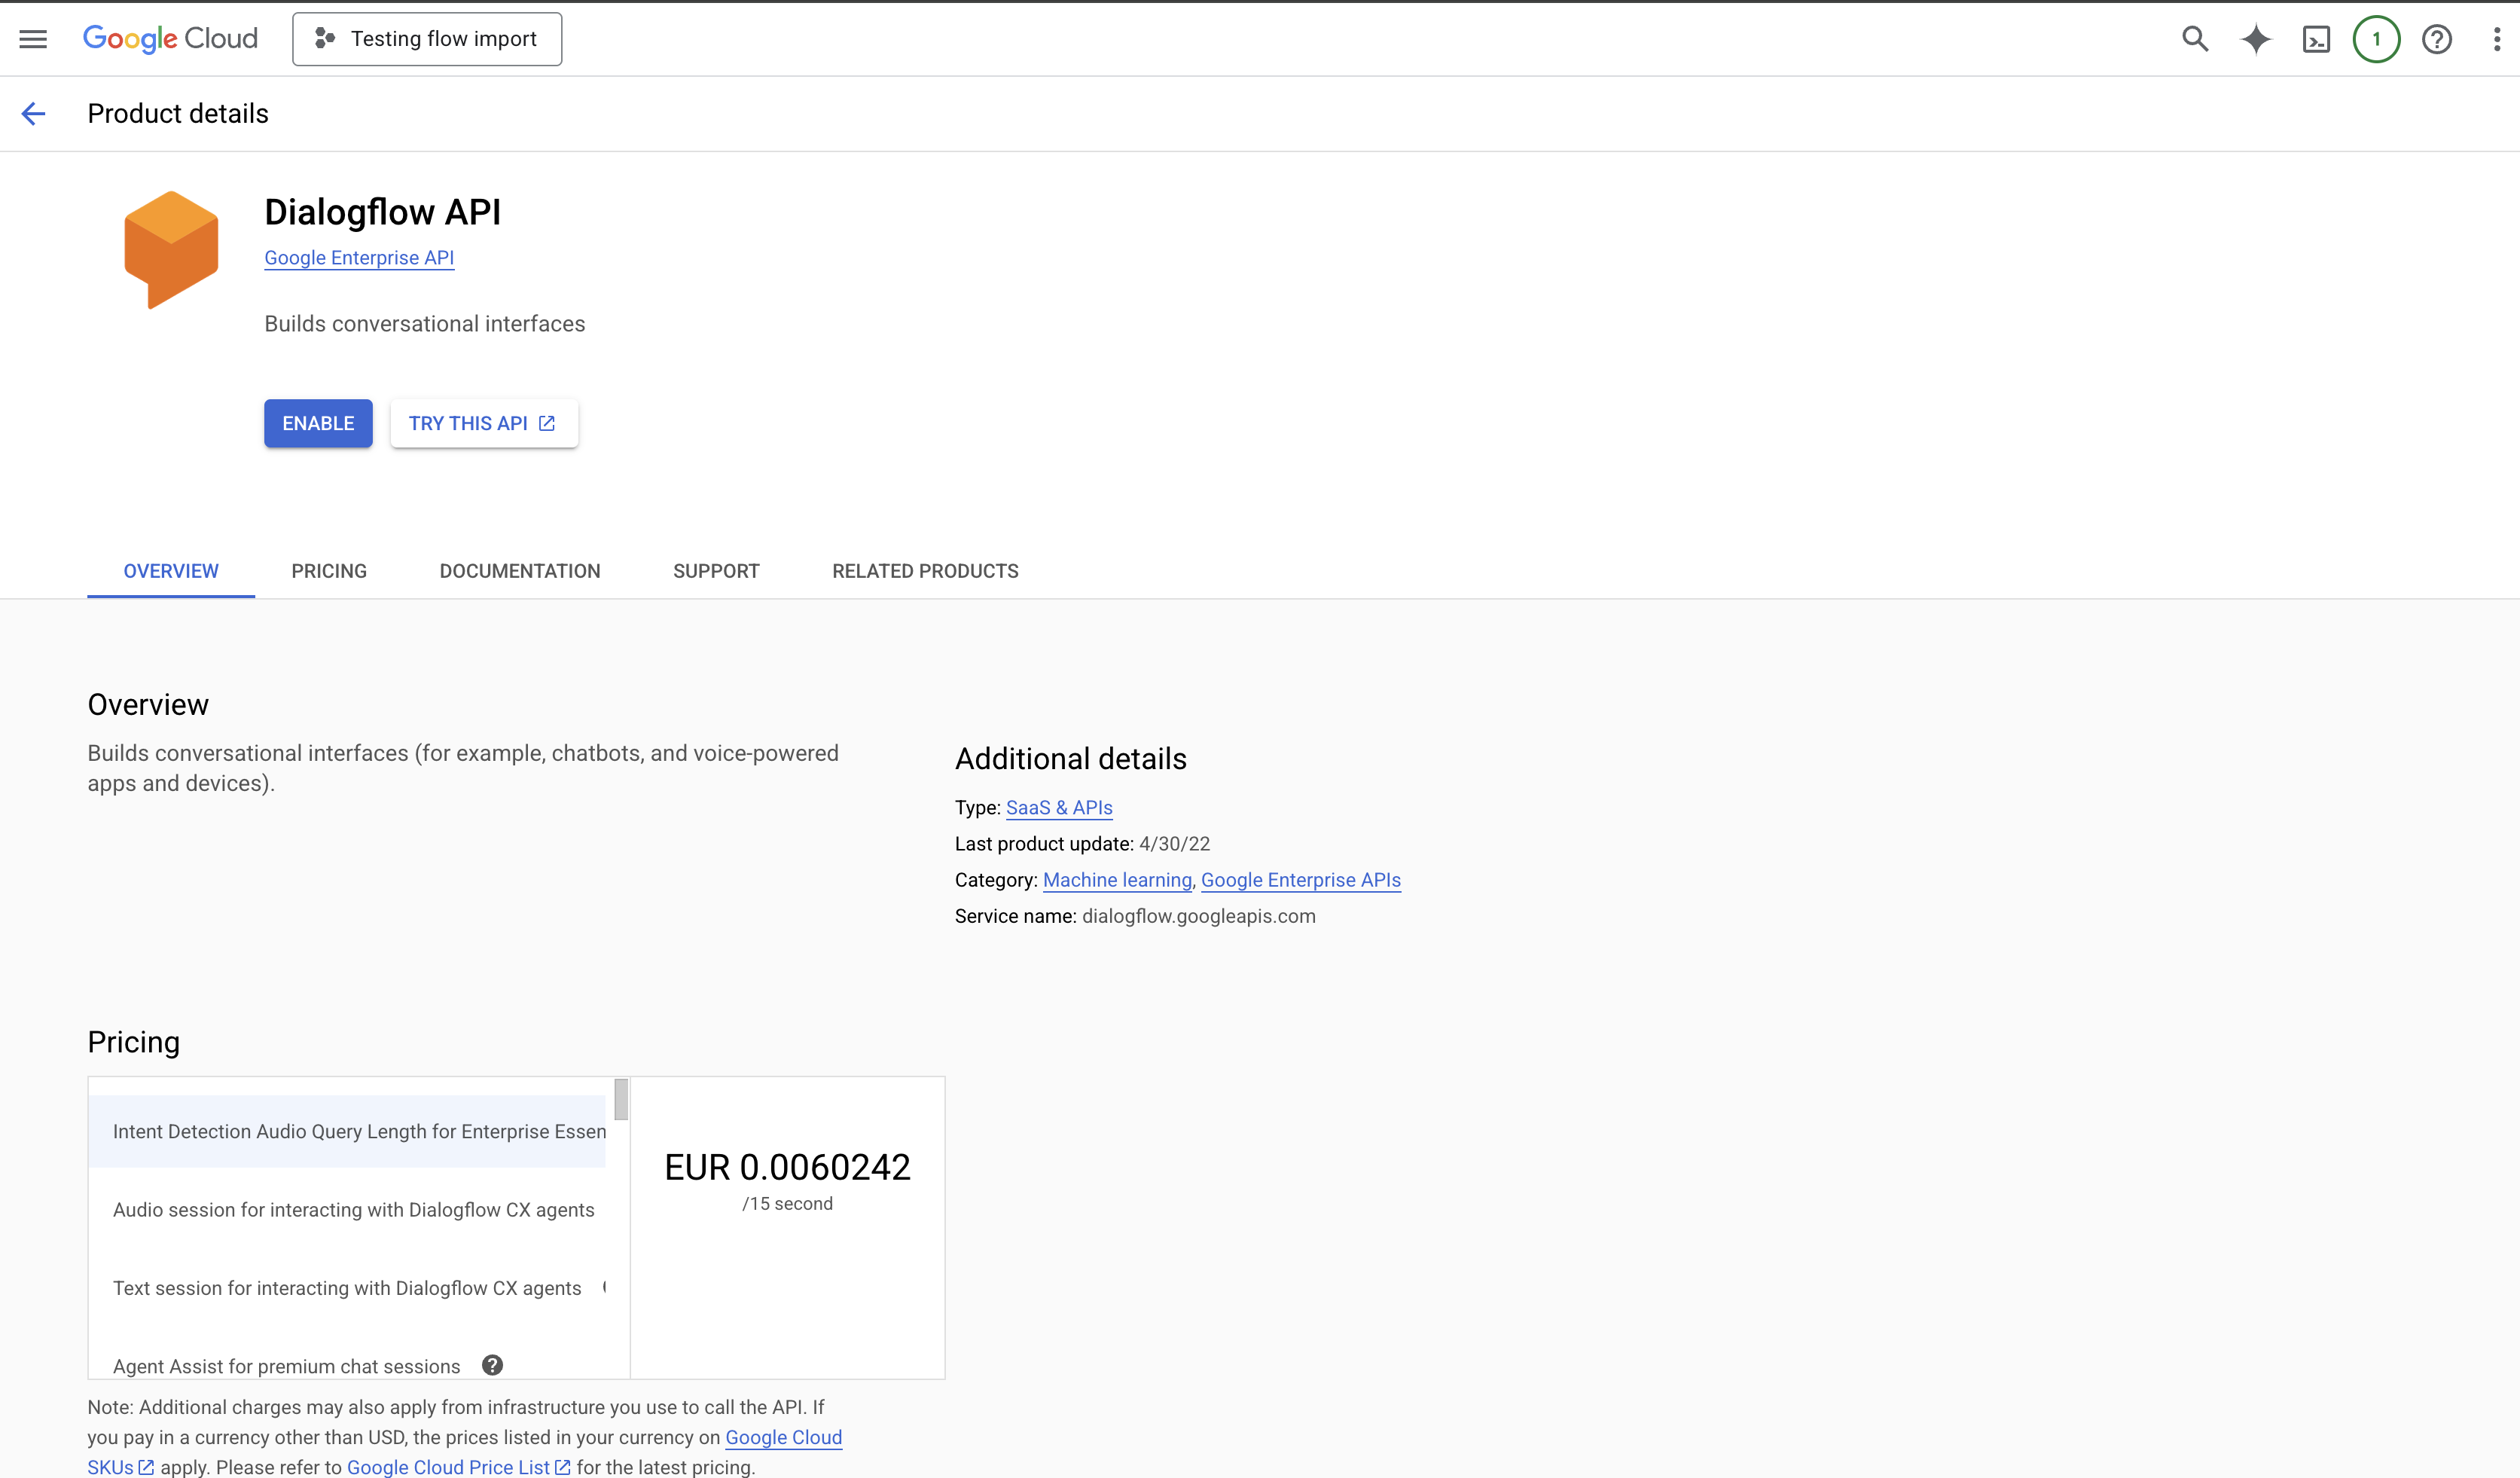 Google Cloud
Testing flow import
1
Product details
Dialogflow API
Google Enterprise API
Builds conversational interfaces
ENABLE
TRY THIS API
OVERVIEW
PRICING
DOCUMENTATION
SUPPORT
RELATED PRODUCTS
Overview
Builds conversational interfaces (for example, chatbots, and voice-powered
apps and devices).
Additional details
Type: SaaS & APIs
Last product update: 4/30/22
Category: Machine learning, Google Enterprise APIs
Service name: dialogflow.googleapis.com
Pricing
Intent Detection Audio Query Length for Enterprise Essen
Audio session for interacting with Dialogflow CX agents
Text session for interacting with Dialogflow CX agents
Agent Assist for premium chat sessions
EUR 0.0060242
/15 second
Note: Additional charges may also apply from infrastructure you use to call the API. If
you pay in a currency other than USD, the prices listed in your currency on Google Cloud
SKUs apply. Please refer to Google Cloud Price List for the latest pricing.